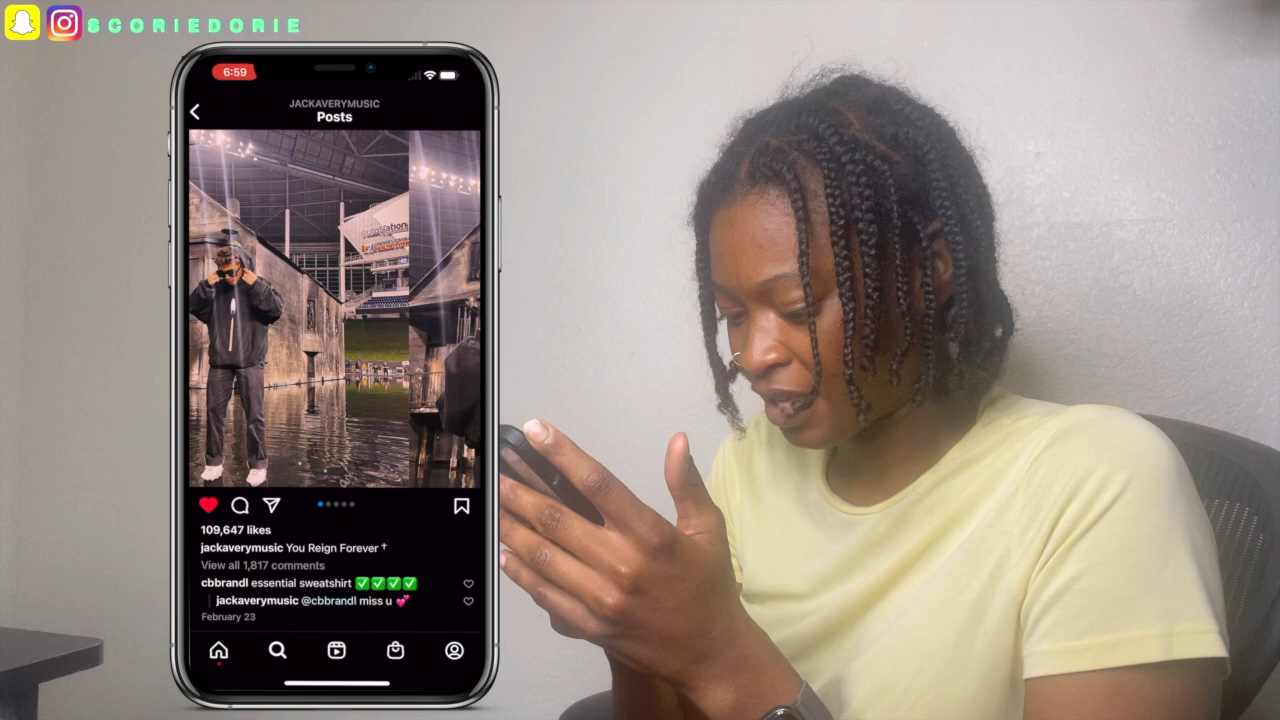 SCORIEDORIE
6:59
JACKAVERYMUSIC
Posts
AutoNation
109,647 likes
jackaverymusic You Reign Forever ✝
View all 1,817 comments
cbbrandl essential sweatshirt ✅✅✅✅
jackaverymusic @cbbrandl miss u 💕
February 23